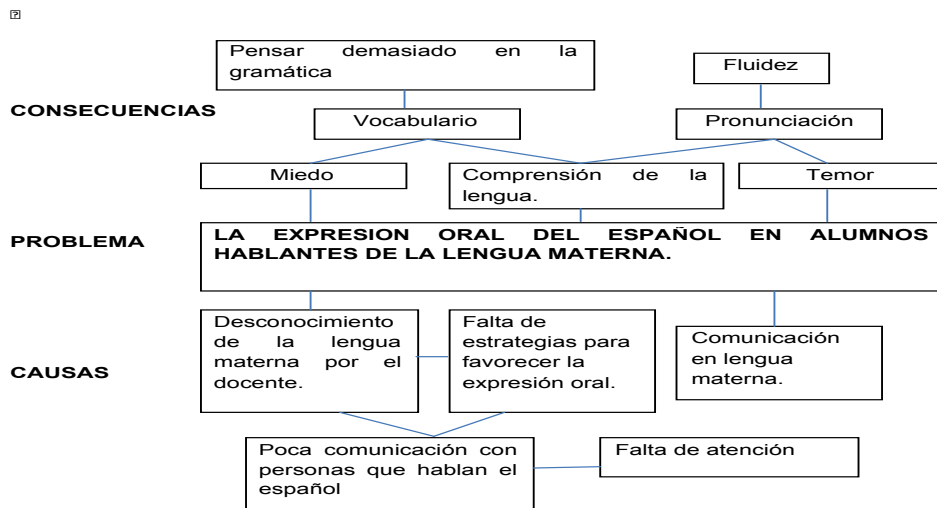 Pensar demasiado en la
gramática
Fluidez
CONSECUENCIAS
Vocabulario
Pronunciación
Miedo
Comprensión de la
lengua.
Temor
PROBLEMA
LA EXPRESION ORAL DEL ESPAÑOL EN ALUMNOS
HABLANTES DE LA LENGUA MATERNA.
Desconocimiento
de la lengua
materna por el
docente.
Falta de
estrategias para
favorecer la
expresión oral.
Comunicación
en lengua
materna.
CAUSAS
Poca comunicación con
personas que hablan el
español
Falta de atención